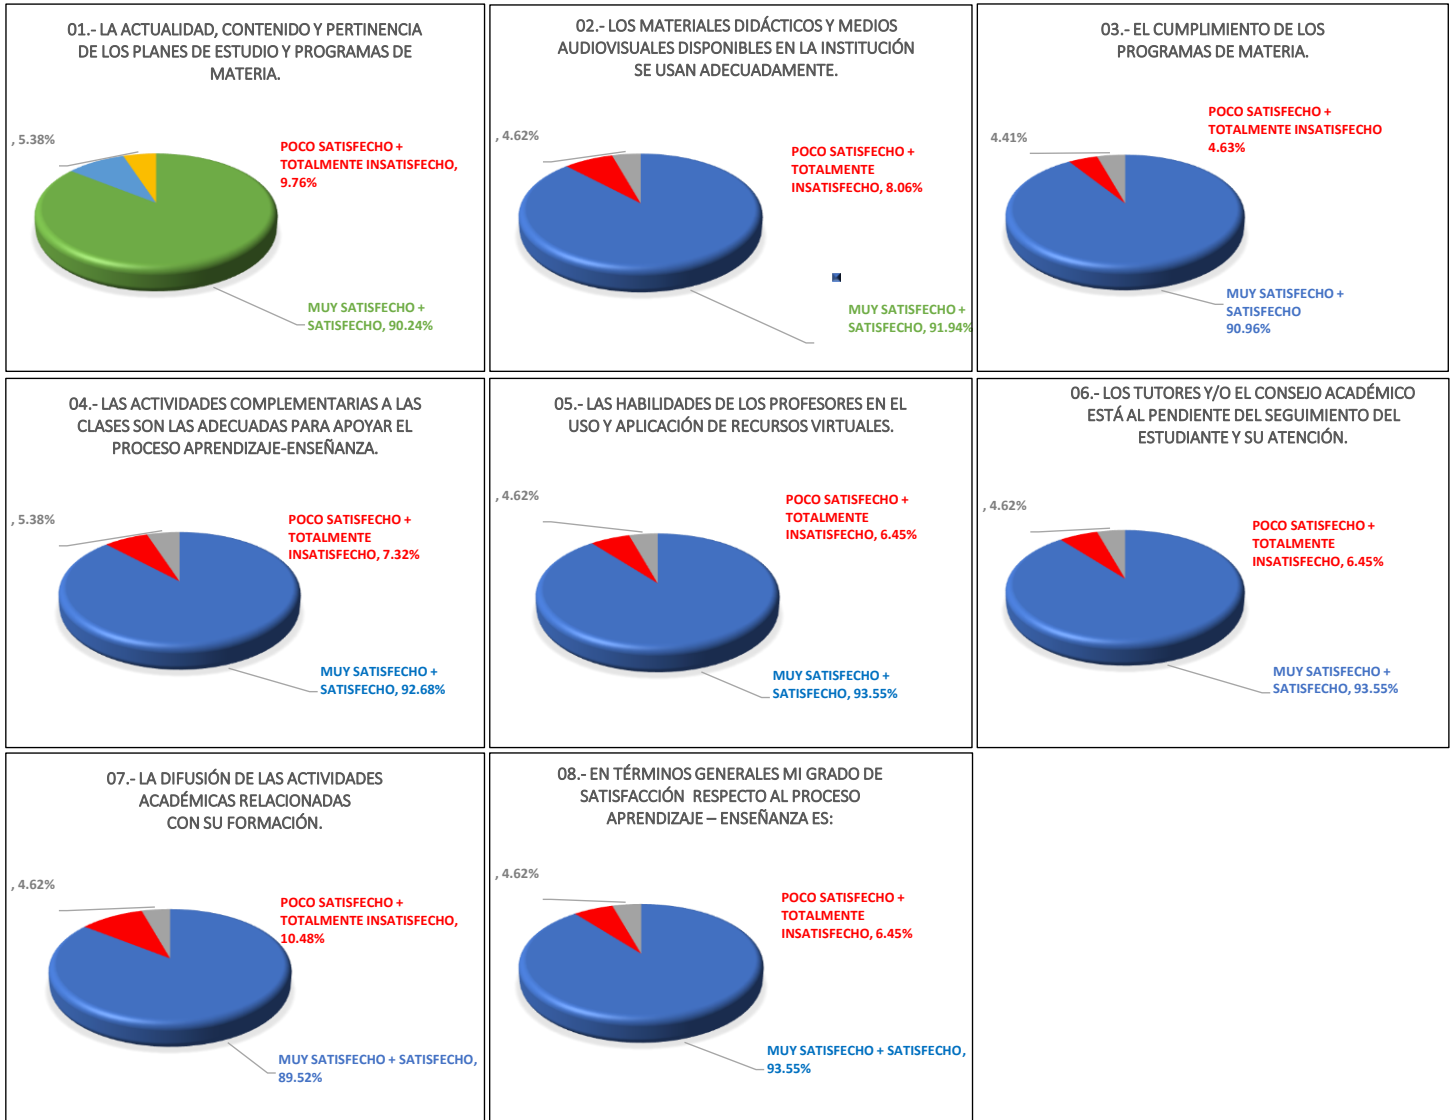 01.- LA ACTUALIDAD, CONTENIDO Y PERTINENCIA
DE LOS PLANES DE ESTUDIO Y PROGRAMAS DE
MATERIA.
, 5.38%
POCO SATISFECHO +
TOTALMENTE INSATISFECHO,
9.76%
MUY SATISFECHO +
SATISFECHO, 90.24%
02.- LOS MATERIALES DIDÁCTICOS Y MEDIOS
AUDIOVISUALES DISPONIBLES EN LA INSTITUCIÓN
SE USAN ADECUADAMENTE.
, 4.62%
POCO SATISFECHO +
TOTALMENTE
INSATISFECHO, 8.06%
MUY SATISFECHO +
SATISFECHO, 91.94%
03.- EL CUMPLIMIENTO DE LOS
PROGRAMAS DE MATERIA.
4.41%
POCO SATISFECHO +
TOTALMENTE INSATISFECHO
4.63%
MUY SATISFECHO +
SATISFECHO
90.96%
04.- LAS ACTIVIDADES COMPLEMENTARIAS A LAS
CLASES SON LAS ADECUADAS PARA APOYAR EL
PROCESO APRENDIZAJE-ENSEÑANZA.
, 5.38%
POCO SATISFECHO +
TOTALMENTE
INSATISFECHO, 7.32%
MUY SATISFECHO +
SATISFECHO, 92.68%
05.- LAS HABILIDADES DE LOS PROFESORES EN EL
USO Y APLICACIÓN DE RECURSOS VIRTUALES.
, 4.62%
POCO SATISFECHO +
TOTALMENTE
INSATISFECHO, 6.45%
MUY SATISFECHO +
SATISFECHO, 93.55%
06.- LOS TUTORES Y/O EL CONSEJO ACADÉMICO
ESTÁ AL PENDIENTE DEL SEGUIMIENTO DEL
ESTUDIANTE Y SU ATENCIÓN.
, 4.62%
POCO SATISFECHO +
TOTALMENTE
INSATISFECHO, 6.45%
MUY SATISFECHO +
SATISFECHO, 93.55%
07.- LA DIFUSIÓN DE LAS ACTIVIDADES
ACADÉMICAS RELACIONADAS
CON SU FORMACIÓN.
, 4.62%
POCO SATISFECHO +
TOTALMENTE INSATISFECHO,
10.48%
MUY SATISFECHO + SATISFECHO,
89.52%
08.- EN TÉRMINOS GENERALES MI GRADO DE
SATISFACCIÓN  RESPECTO AL PROCESO
APRENDIZAJE – ENSEÑANZA ES:
, 4.62%
POCO SATISFECHO +
TOTALMENTE
INSATISFECHO, 6.45%
MUY SATISFECHO + SATISFECHO,
93.55%